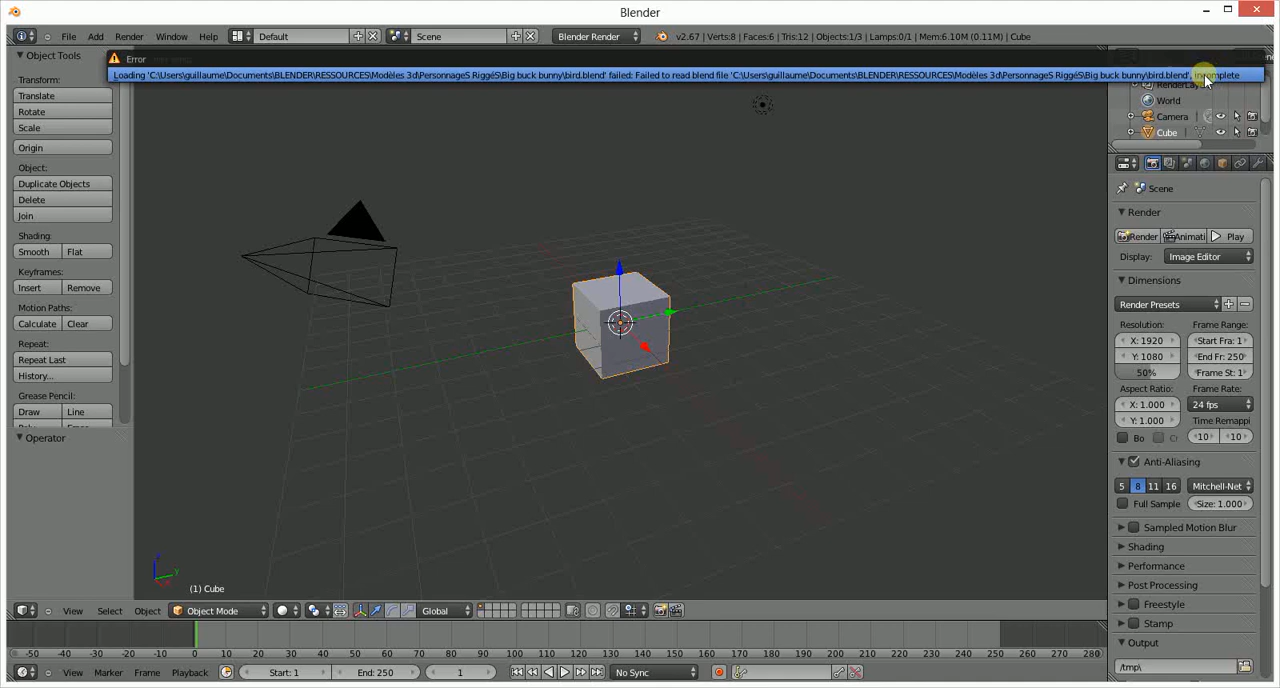 Blender
File Add Render Window Help Default Scene Blender Render v2.67 | Verts:8 | Faces:6 | Tris:12 | Objects:1/3 | Lamps:0/1 | Mem:6.10M (0.11M) | Cube
Error
Loading 'C:\Users\guillaume\Documents\BLENDER\RESSOURCES\Modèles 3d\PersonnageS RiggéS\Big buck bunny\bird.blend' failed: Failed to read blend file 'C:\Users\guillaume\Documents\BLENDER\RESSOURCES\Modèles 3d\PersonnageS RiggéS\Big buck bunny\bird.blend', incomplete
Object Tools
Transform:
Translate
Rotate
Scale
Origin
Object:
Duplicate Objects
Delete
Join
Shading:
Smooth Flat
Keyframes:
Insert Remove
Motion Paths:
Calculate Clear
Repeat:
Repeat Last
History...
Grease Pencil:
Draw Line
Operator
(1) Cube
World
Camera
Cube
Scene
Render
Render Animati Play
Display: Image Editor
Dimensions
Render Presets
Resolution: Frame Range:
X: 1920 Start Fra: 1
Y: 1080 End Fr: 250
50% Frame St: 1
Aspect Ratio: Frame Rate:
X: 1.000 24 fps
Y: 1.000 Time Remappi
Bo Cr 10 10
Anti-Aliasing
5 8 11 16 Mitchell-Net
Full Sample Size: 1.000
Sampled Motion Blur
Shading
Performance
Post Processing
Freestyle
Stamp
Output
/tmp\
View Select Object Object Mode Global
-50 -40 -30 -20 -10 0 10 20 30 40 50 60 70 80 90 100 110 120 130 140 150 160 170 180 190 200 210 220 230 240 250 260 270 280
View Marker Frame Playback Start: 1 End: 250 1 No Sync